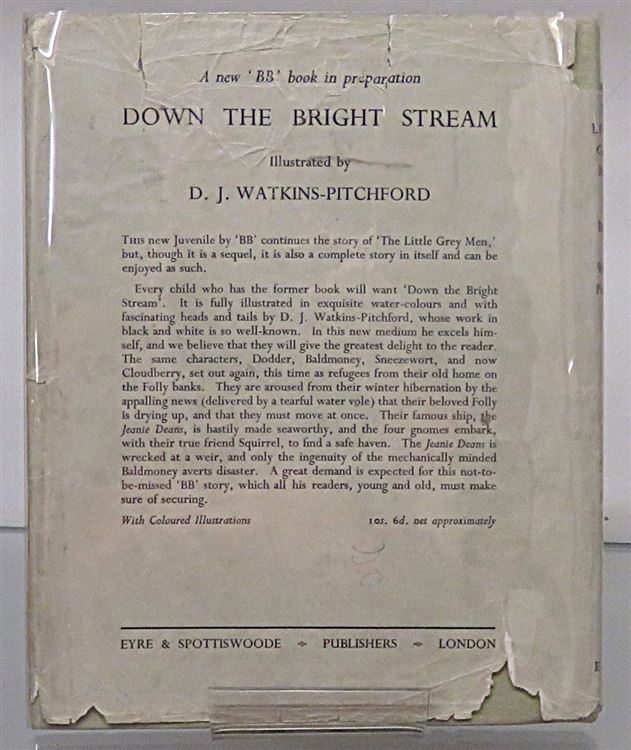 A new 'BB' book in preparation
DOWN THE BRIGHT STREAM
Illustrated by
D. J. WATKINS-PITCHFORD
THIS new Juvenile by 'BB' continues the story of 'The Little Grey Men,'
but, though it is a sequel, it is also a complete story in itself and can be
enjoyed as such.
Every child who has the former book will want 'Down the Bright
Stream'. It is fully illustrated in exquisite water-colours and with
fascinating heads and tails by D. J. Watkins-Pitchford, whose work in
black and white is so well-known. In this new medium he excels him-
self, and we believe that they will give the greatest delight to the reader.
The same characters, Dodder, Baldmoney, Sneezewort, and now
Cloudberry, set out again, this time as refugees from their old home on
the Folly banks. They are aroused from their winter hibernation by the
appalling news (delivered by a tearful water vole) that their beloved Folly
is drying up, and that they must move at once. Their famous ship, the
Jeanie Deans, is hastily made seaworthy, and the four gnomes embark,
with their true friend Squirrel, to find a safe haven. The Jeanie Deans is
wrecked at a weir, and only the ingenuity of the mechanically minded
Baldmoney averts disaster. A great demand is expected for this not-to-
be-missed 'BB' story, which all his readers, young and old, must make
sure of securing.
With Coloured Illustrations 10s. 6d. net approximately
EYRE & SPOTTISWOODE ~ PUBLISHERS ~ LONDON